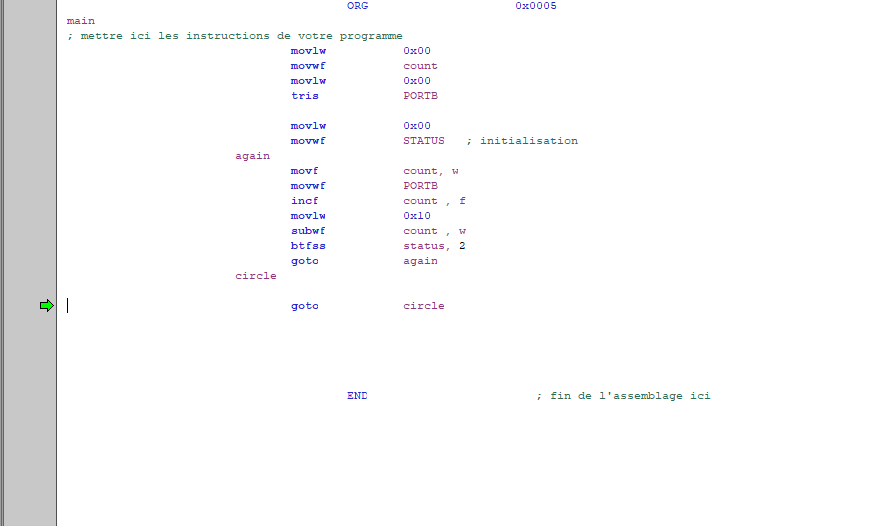 ORG 0x0005
main
; mettre ici les instructions de votre programme
movlw 0x00
movwf count
movlw 0x00
tris PORTB
movlw 0x00
movwf STATUS ; initialisation
again
movf count, w
movwf PORTB
incf count , f
movlw 0x10
subwf count , w
btfss status, 2
goto again
circle
goto circle
END ; fin de l'assemblage ici